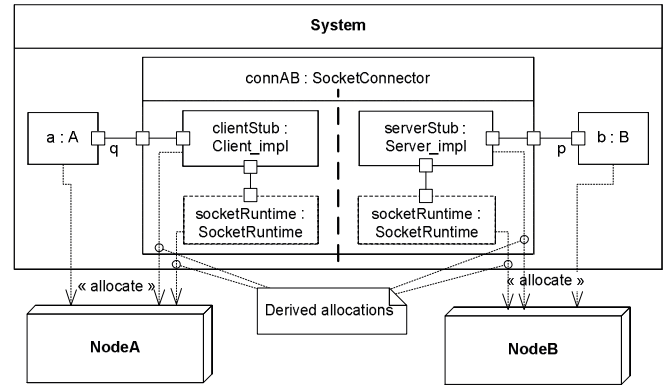 System
connAB : SocketConnector
a : A
q
clientStub :
Client_impl
serverStub :
Server_impl
p
b : B
socketRuntime :
SocketRuntime
socketRuntime :
SocketRuntime
« allocate »
« allocate »
Derived allocations
NodeA
NodeB